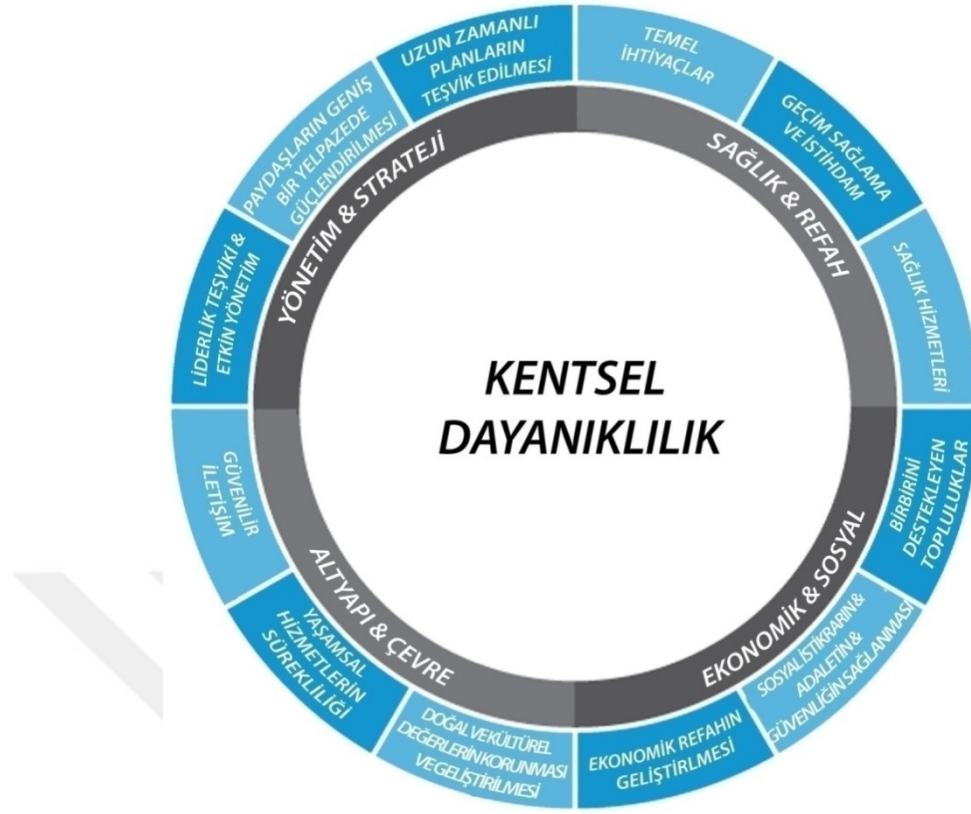 KENTSEL
DAYANIKLILIK
SAĞLIK & REFAH
TEMEL
İHTİYAÇLAR
GEÇİM SAĞLAMA
VE İSTİHDAM
SAĞLIK HİZMETLERİ
EKONOMİK & SOSYAL
BİRBİRİNİ
DESTEKLEYEN
TOPLULUKLAR
SOSYAL İSTİKRARIN &
ADALETİN &
GÜVENLİĞİN SAĞLANMASI
EKONOMİK REFAHIN
GELİŞTİRLMESİ
ALTYAPI & ÇEVRE
DOĞAL VE KÜLTÜREL
DEĞERLERİN KORUNMASI
VE GELİŞTİRİLMESİ
YAŞAMSAL
HİZMETLERİN
SÜREKLİLİĞİ
GÜVENİLİR
İLETİŞİM
YÖNETİM & STRATEJİ
LİDERLİK TEŞVİKİ &
ETKİN YÖNETİM
PAYDAŞLARIN GENİŞ
BİR YELPAZEDE
GÜÇLENDİRİLMESİ
UZUN ZAMANLI
PLANLARIN
TEŞVİK EDİLMESİ